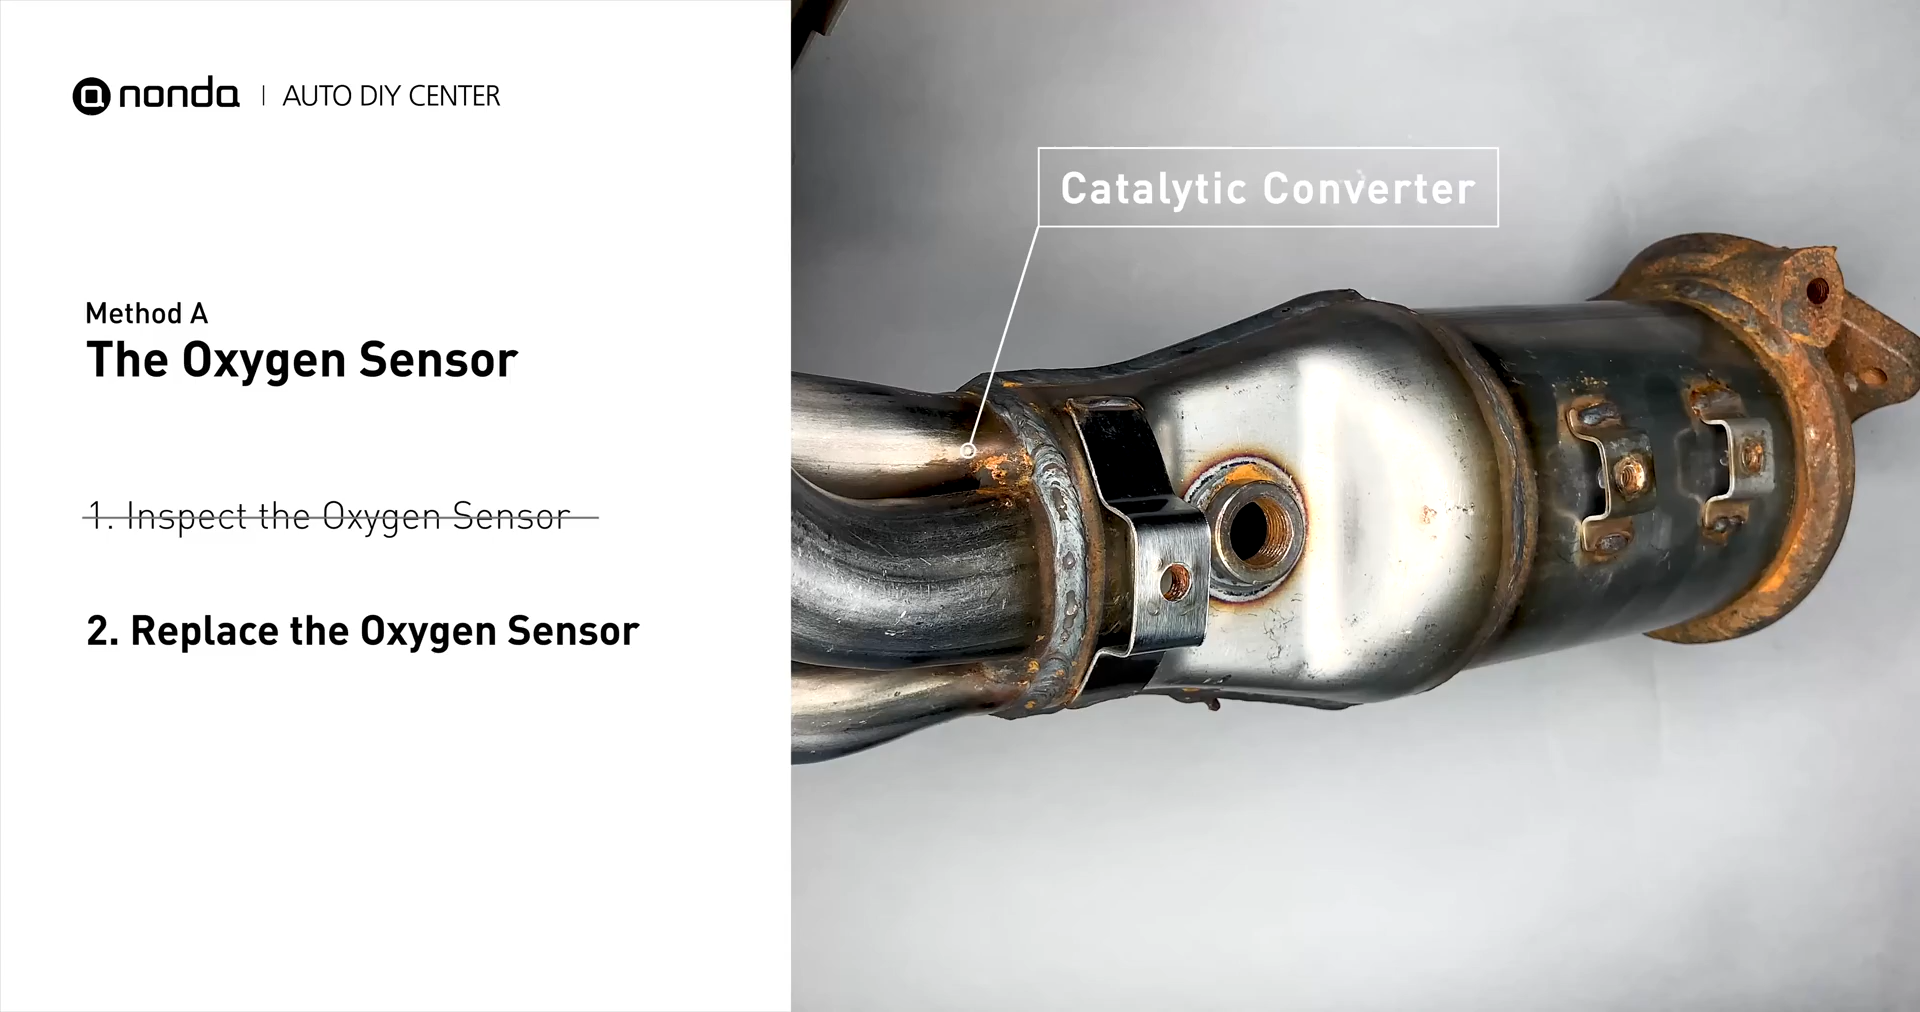 nonda | AUTO DIY CENTER
Catalytic Converter
Method A
The Oxygen Sensor
1. Inspect the Oxygen Sensor
2. Replace the Oxygen Sensor